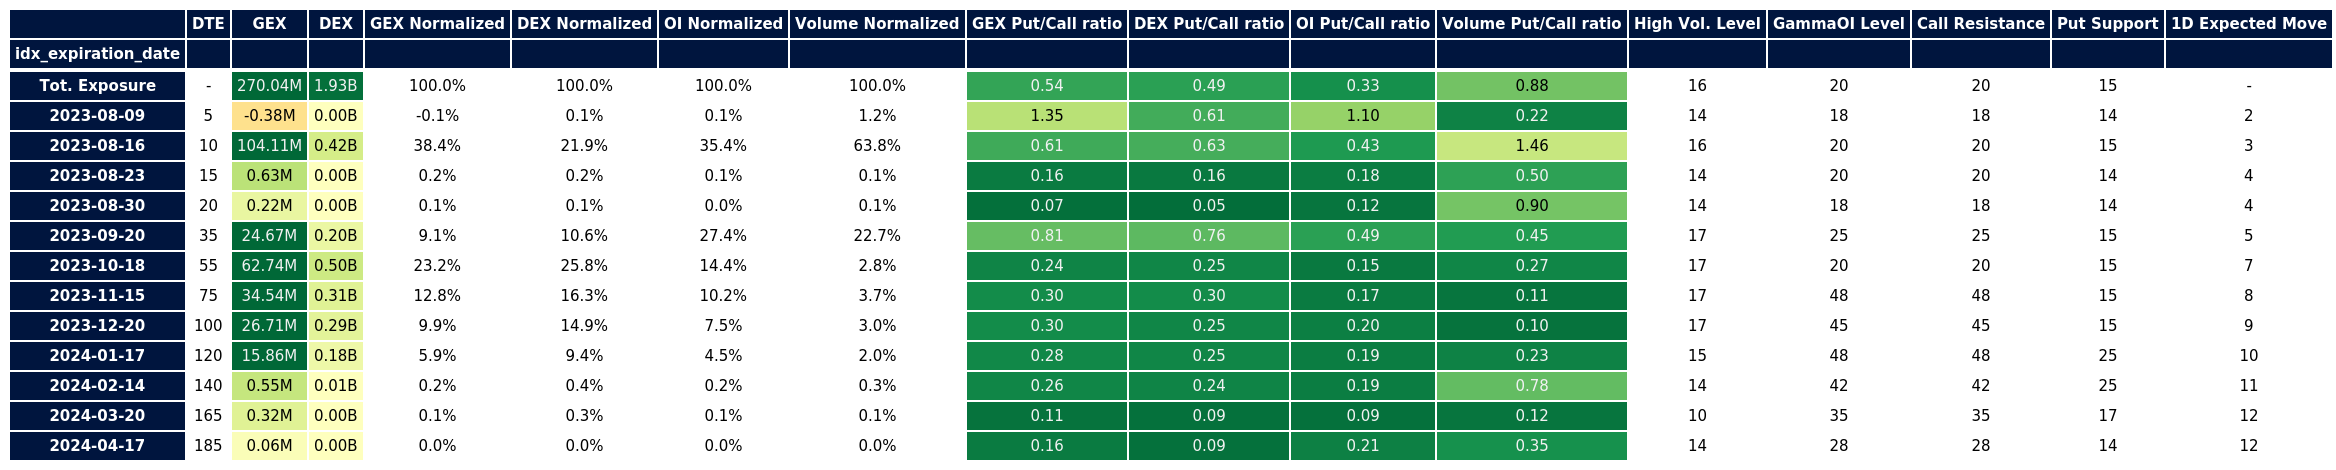 DTE GEX DEX GEX Normalized DEX Normalized OI Normalized Volume Normalized GEX Put/Call ratio DEX Put/Call ratio OI Put/Call ratio Volume Put/Call ratio High Vol. Level GammaOI Level Call Resistance Put Support 1D Expected Move
idx_expiration_date
Tot. Exposure - 270.04M 1.93B 100.0% 100.0% 100.0% 100.0% 0.54 0.49 0.33 0.88 16 20 20 15 -
2023-08-09 5 -0.38M 0.00B -0.1% 0.1% 0.1% 1.2% 1.35 0.61 1.10 0.22 14 18 18 14 2
2023-08-16 10 104.11M 0.42B 38.4% 21.9% 35.4% 63.8% 0.61 0.63 0.43 1.46 16 20 20 15 3
2023-08-23 15 0.63M 0.00B 0.2% 0.2% 0.1% 0.1% 0.16 0.16 0.18 0.50 14 20 20 14 4
2023-08-30 20 0.22M 0.00B 0.1% 0.1% 0.0% 0.1% 0.07 0.05 0.12 0.90 14 18 18 14 4
2023-09-20 35 24.67M 0.20B 9.1% 10.6% 27.4% 22.7% 0.81 0.76 0.49 0.45 17 25 25 15 5
2023-10-18 55 62.74M 0.50B 23.2% 25.8% 14.4% 2.8% 0.24 0.25 0.15 0.27 17 20 20 15 7
2023-11-15 75 34.54M 0.31B 12.8% 16.3% 10.2% 3.7% 0.30 0.30 0.17 0.11 17 48 48 15 8
2023-12-20 100 26.71M 0.29B 9.9% 14.9% 7.5% 3.0% 0.30 0.25 0.20 0.10 17 45 45 15 9
2024-01-17 120 15.86M 0.18B 5.9% 9.4% 4.5% 2.0% 0.28 0.25 0.19 0.23 15 48 48 25 10
2024-02-14 140 0.55M 0.01B 0.2% 0.4% 0.2% 0.3% 0.26 0.24 0.19 0.78 14 42 42 25 11
2024-03-20 165 0.32M 0.00B 0.1% 0.3% 0.1% 0.1% 0.11 0.09 0.09 0.12 10 35 35 17 12
2024-04-17 185 0.06M 0.00B 0.0% 0.0% 0.0% 0.0% 0.16 0.09 0.21 0.35 14 28 28 14 12